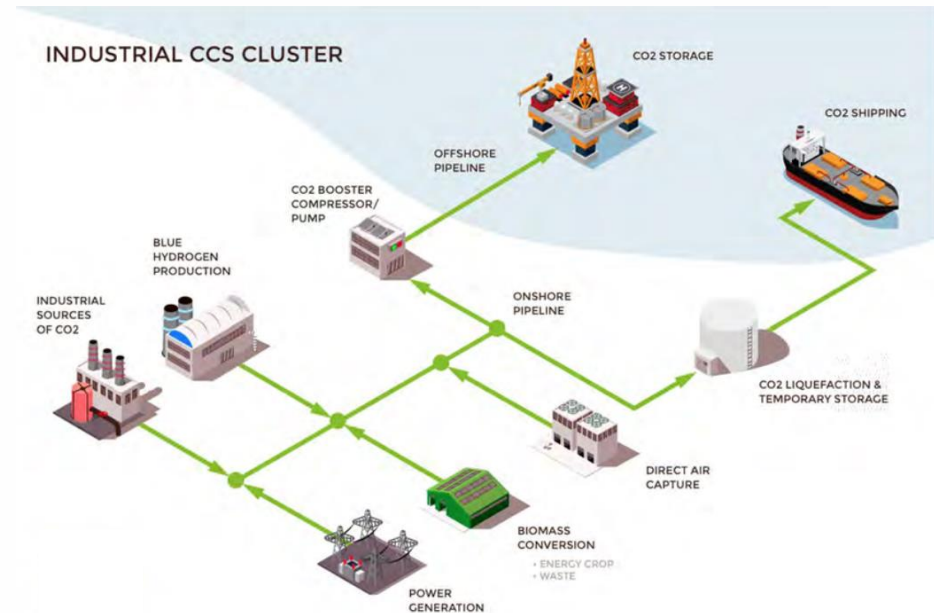 INDUSTRIAL CCS CLUSTER
CO2 STORAGE
H
CO2 SHIPPING
OFFSHORE
PIPELINE
CO2 BOOSTER
COMPRESSOR/
PUMP
BLUE
HYDROGEN
PRODUCTION
INDUSTRIAL
SOURCES
OF CO2
ONSHORE
PIPELINE
CO2 LIQUEFACTION &
TEMPORARY STORAGE
DIRECT AIR
CAPTURE
BIOMASS
CONVERSION
• ENERGY CROP
• WASTE
POWER
GENERATION